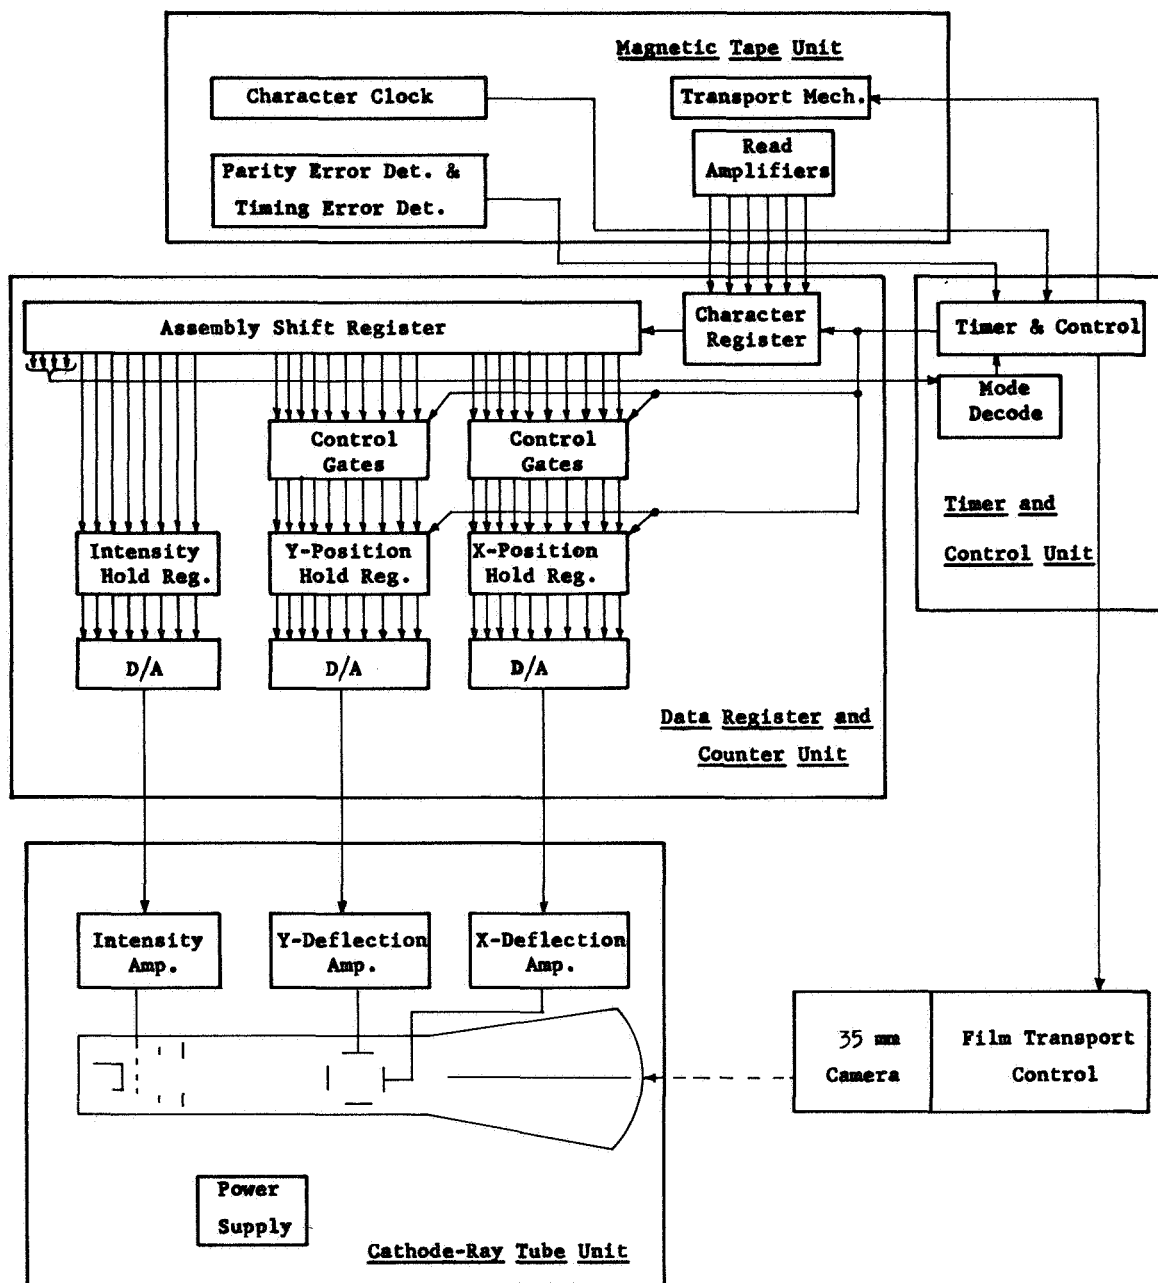 Magnetic Tape Unit
Character Clock
Transport Mech.
Read
Amplifiers
Parity Error Det. &
Timing Error Det.
Assembly Shift Register
Character
Register
Timer & Control
Mode
Decode
Control
Gates
Control
Gates
Timer and
Control Unit
Intensity
Hold Reg.
Y-Position
Hold Reg.
X-Position
Hold Reg.
D/A
D/A
D/A
Data Register and
Counter Unit
Intensity
Amp.
Y-Deflection
Amp.
X-Deflection
Amp.
35 mm
Camera
Film Transport
Control
Power
Supply
Cathode-Ray Tube Unit